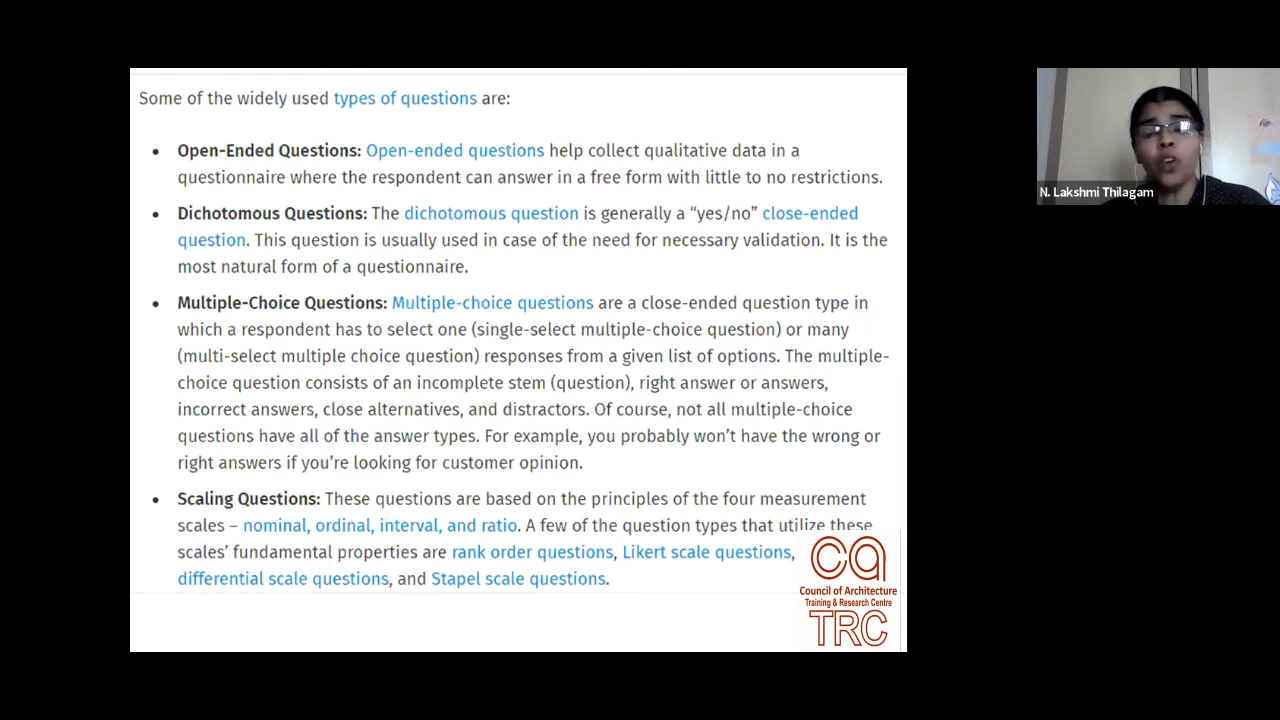 Some of the widely used types of questions are:
• Open-Ended Questions: Open-ended questions help collect qualitative data in a
questionnaire where the respondent can answer in a free form with little to no restrictions.
• Dichotomous Questions: The dichotomous question is generally a “yes/no” close-ended
question. This question is usually used in case of the need for necessary validation. It is the
most natural form of a questionnaire.
• Multiple-Choice Questions: Multiple-choice questions are a close-ended question type in
which a respondent has to select one (single-select multiple-choice question) or many
(multi-select multiple choice question) responses from a given list of options. The multiple-
choice question consists of an incomplete stem (question), right answer or answers,
incorrect answers, close alternatives, and distractors. Of course, not all multiple-choice
questions have all of the answer types. For example, you probably won’t have the wrong or
right answers if you’re looking for customer opinion.
• Scaling Questions: These questions are based on the principles of the four measurement
scales – nominal, ordinal, interval, and ratio. A few of the question types that utilize these
scales’ fundamental properties are rank order questions, Likert scale questions,
differential scale questions, and Stapel scale questions.
ca
Council of Architecture
Training & Research Centre
TRC
N. Lakshmi Thilagam